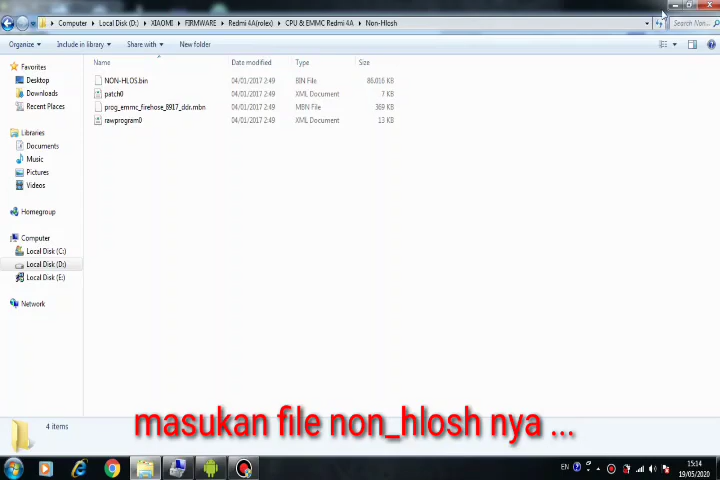 Computer ▸ Local Disk (D:) ▸ XIAOMI ▸ FIRMWARE ▸ Redmi 4A(rolex) ▸ CPU & EMMC Redmi 4A ▸ Non-Hlosh
Search Non...
Organize Include in library Share with New folder
Favorites
Desktop
Downloads
Recent Places
Libraries
Documents
Music
Pictures
Videos
Homegroup
Computer
Local Disk (C:)
Local Disk (D:)
Local Disk (E:)
Network
Name Date modified Type Size
NON-HLOS.bin 04/01/2017 2:49 BIN File 86.016 KB
patch0 04/01/2017 2:49 XML Document 7 KB
prog_emmc_firehose_8917_ddr.mbn 04/01/2017 2:49 MBN File 369 KB
rawprogram0 04/01/2017 2:49 XML Document 13 KB
masukan file non_hlosh nya ...
4 items
EN
15:14
19/05/2020